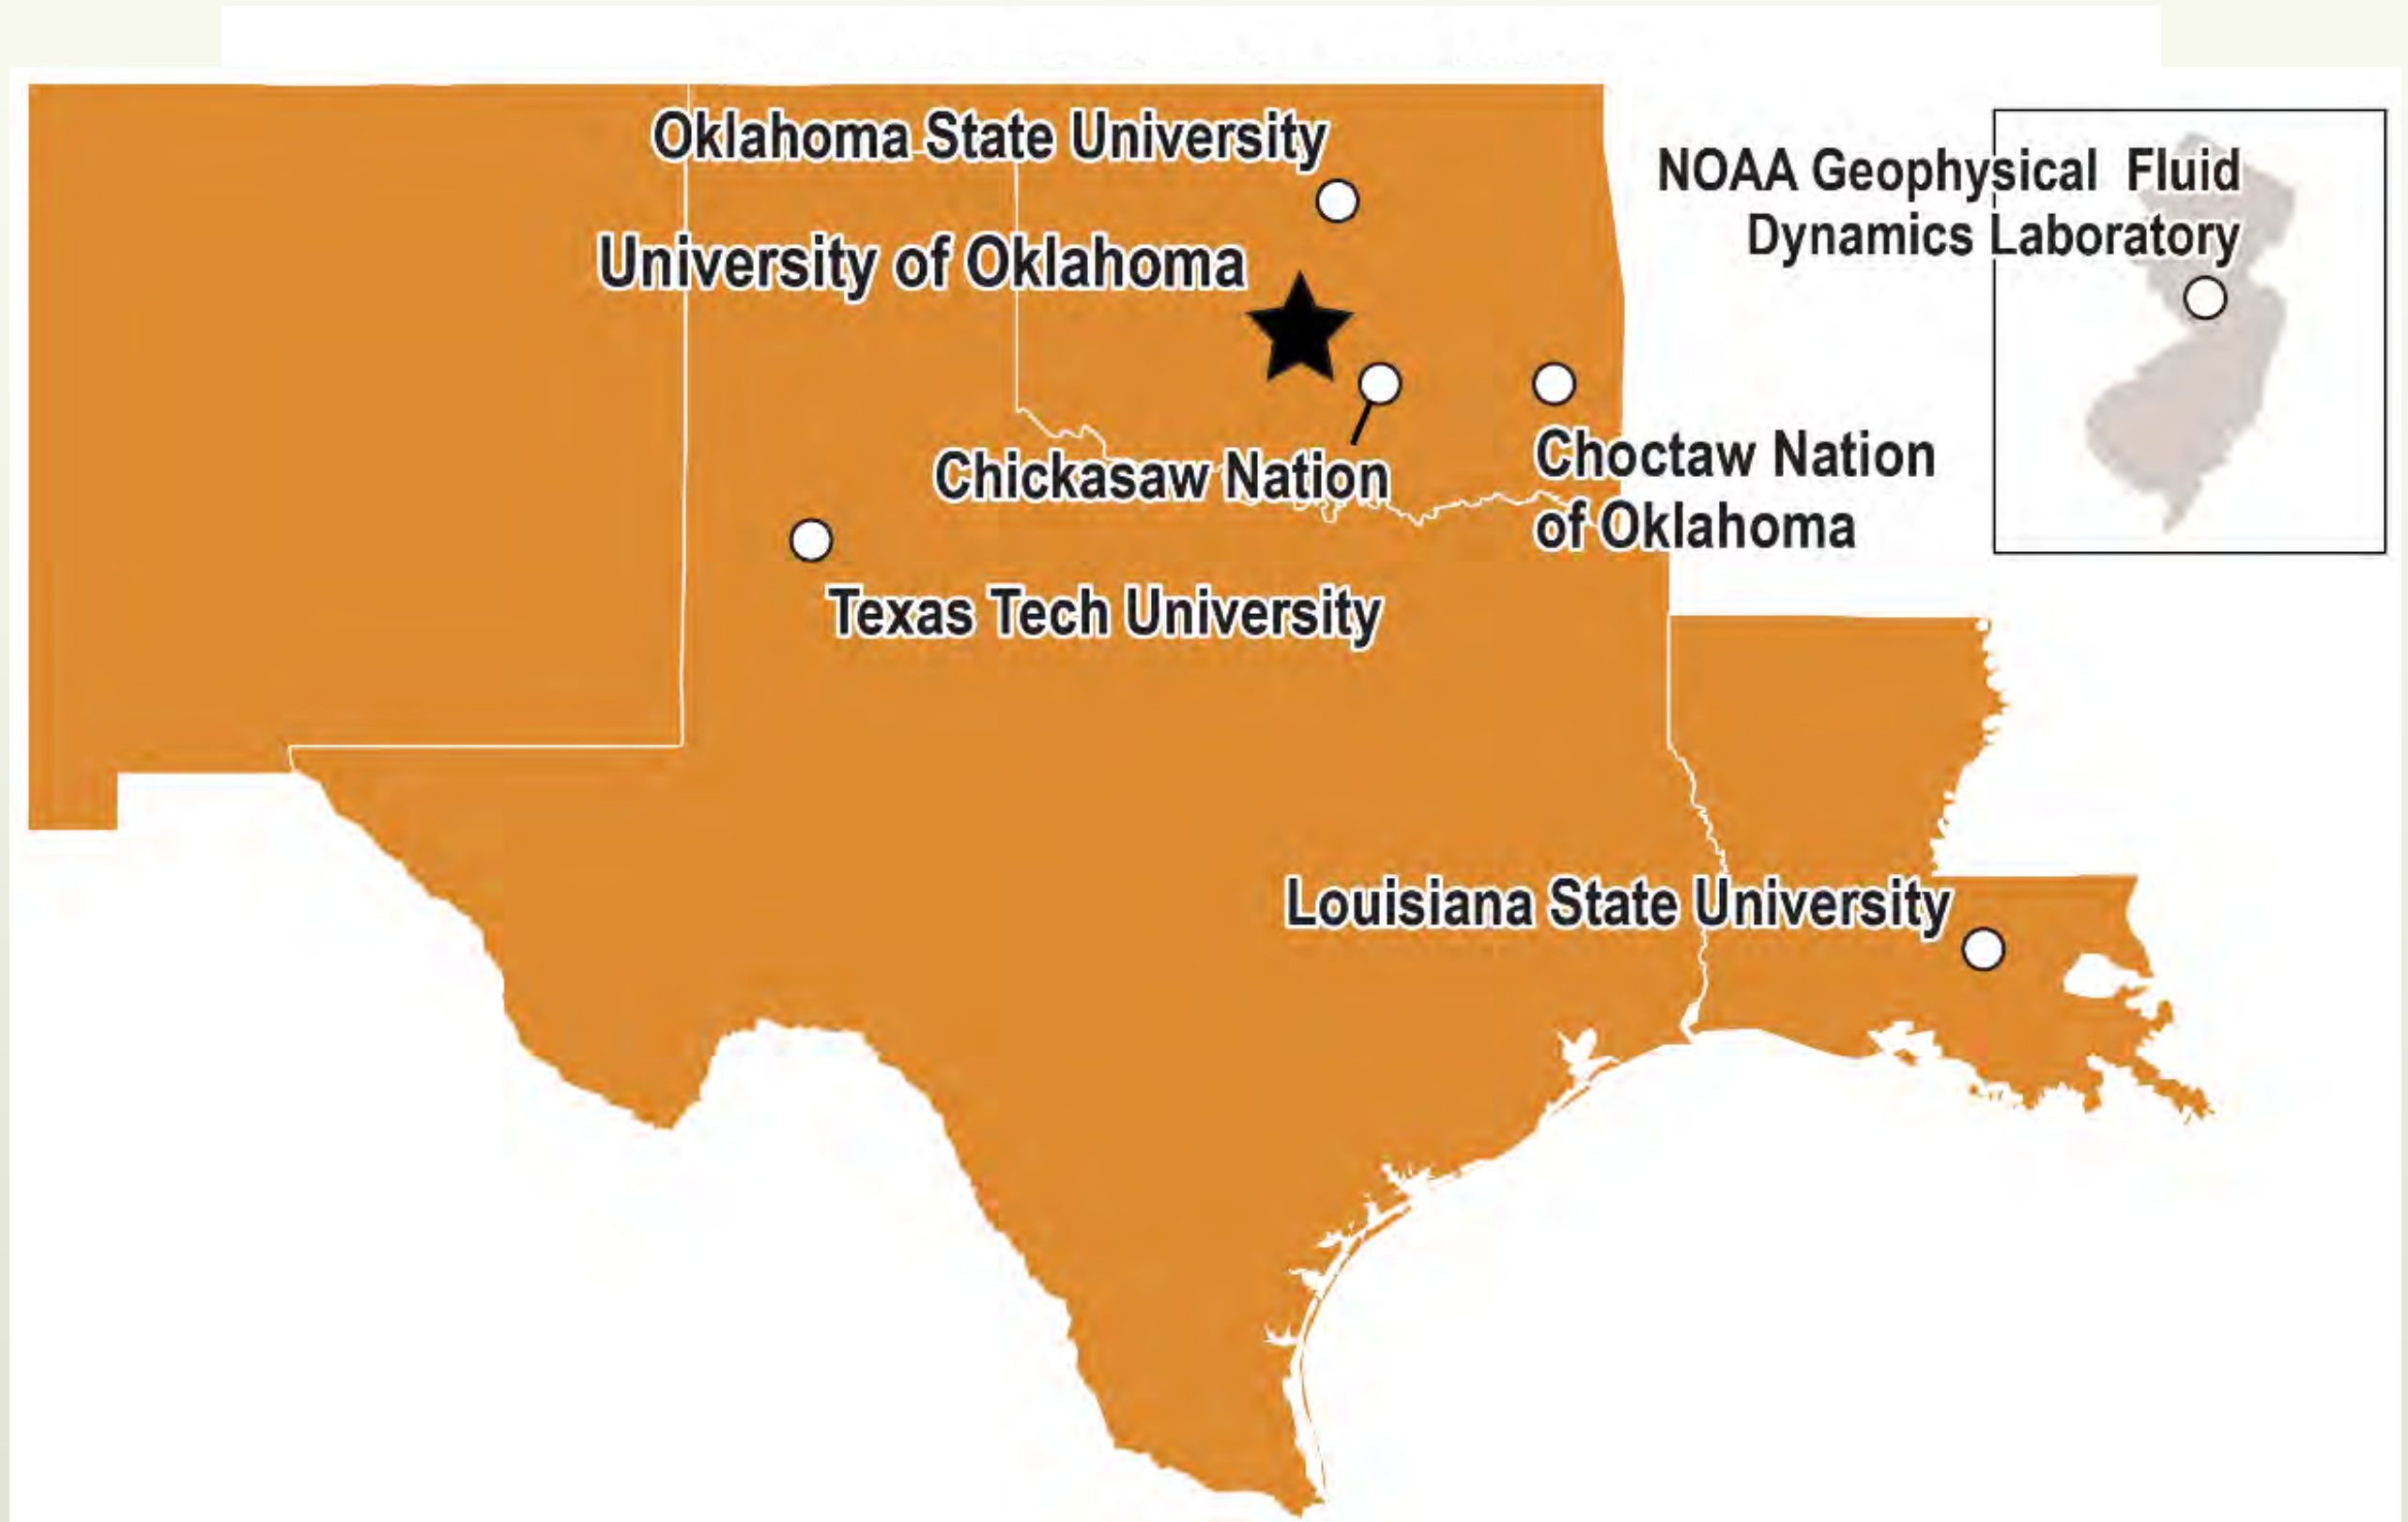 Oklahoma State University
University of Oklahoma
NOAA Geophysical Fluid
Dynamics Laboratory
Chickasaw Nation
Choctaw Nation
of Oklahoma
Texas Tech University
Louisiana State University